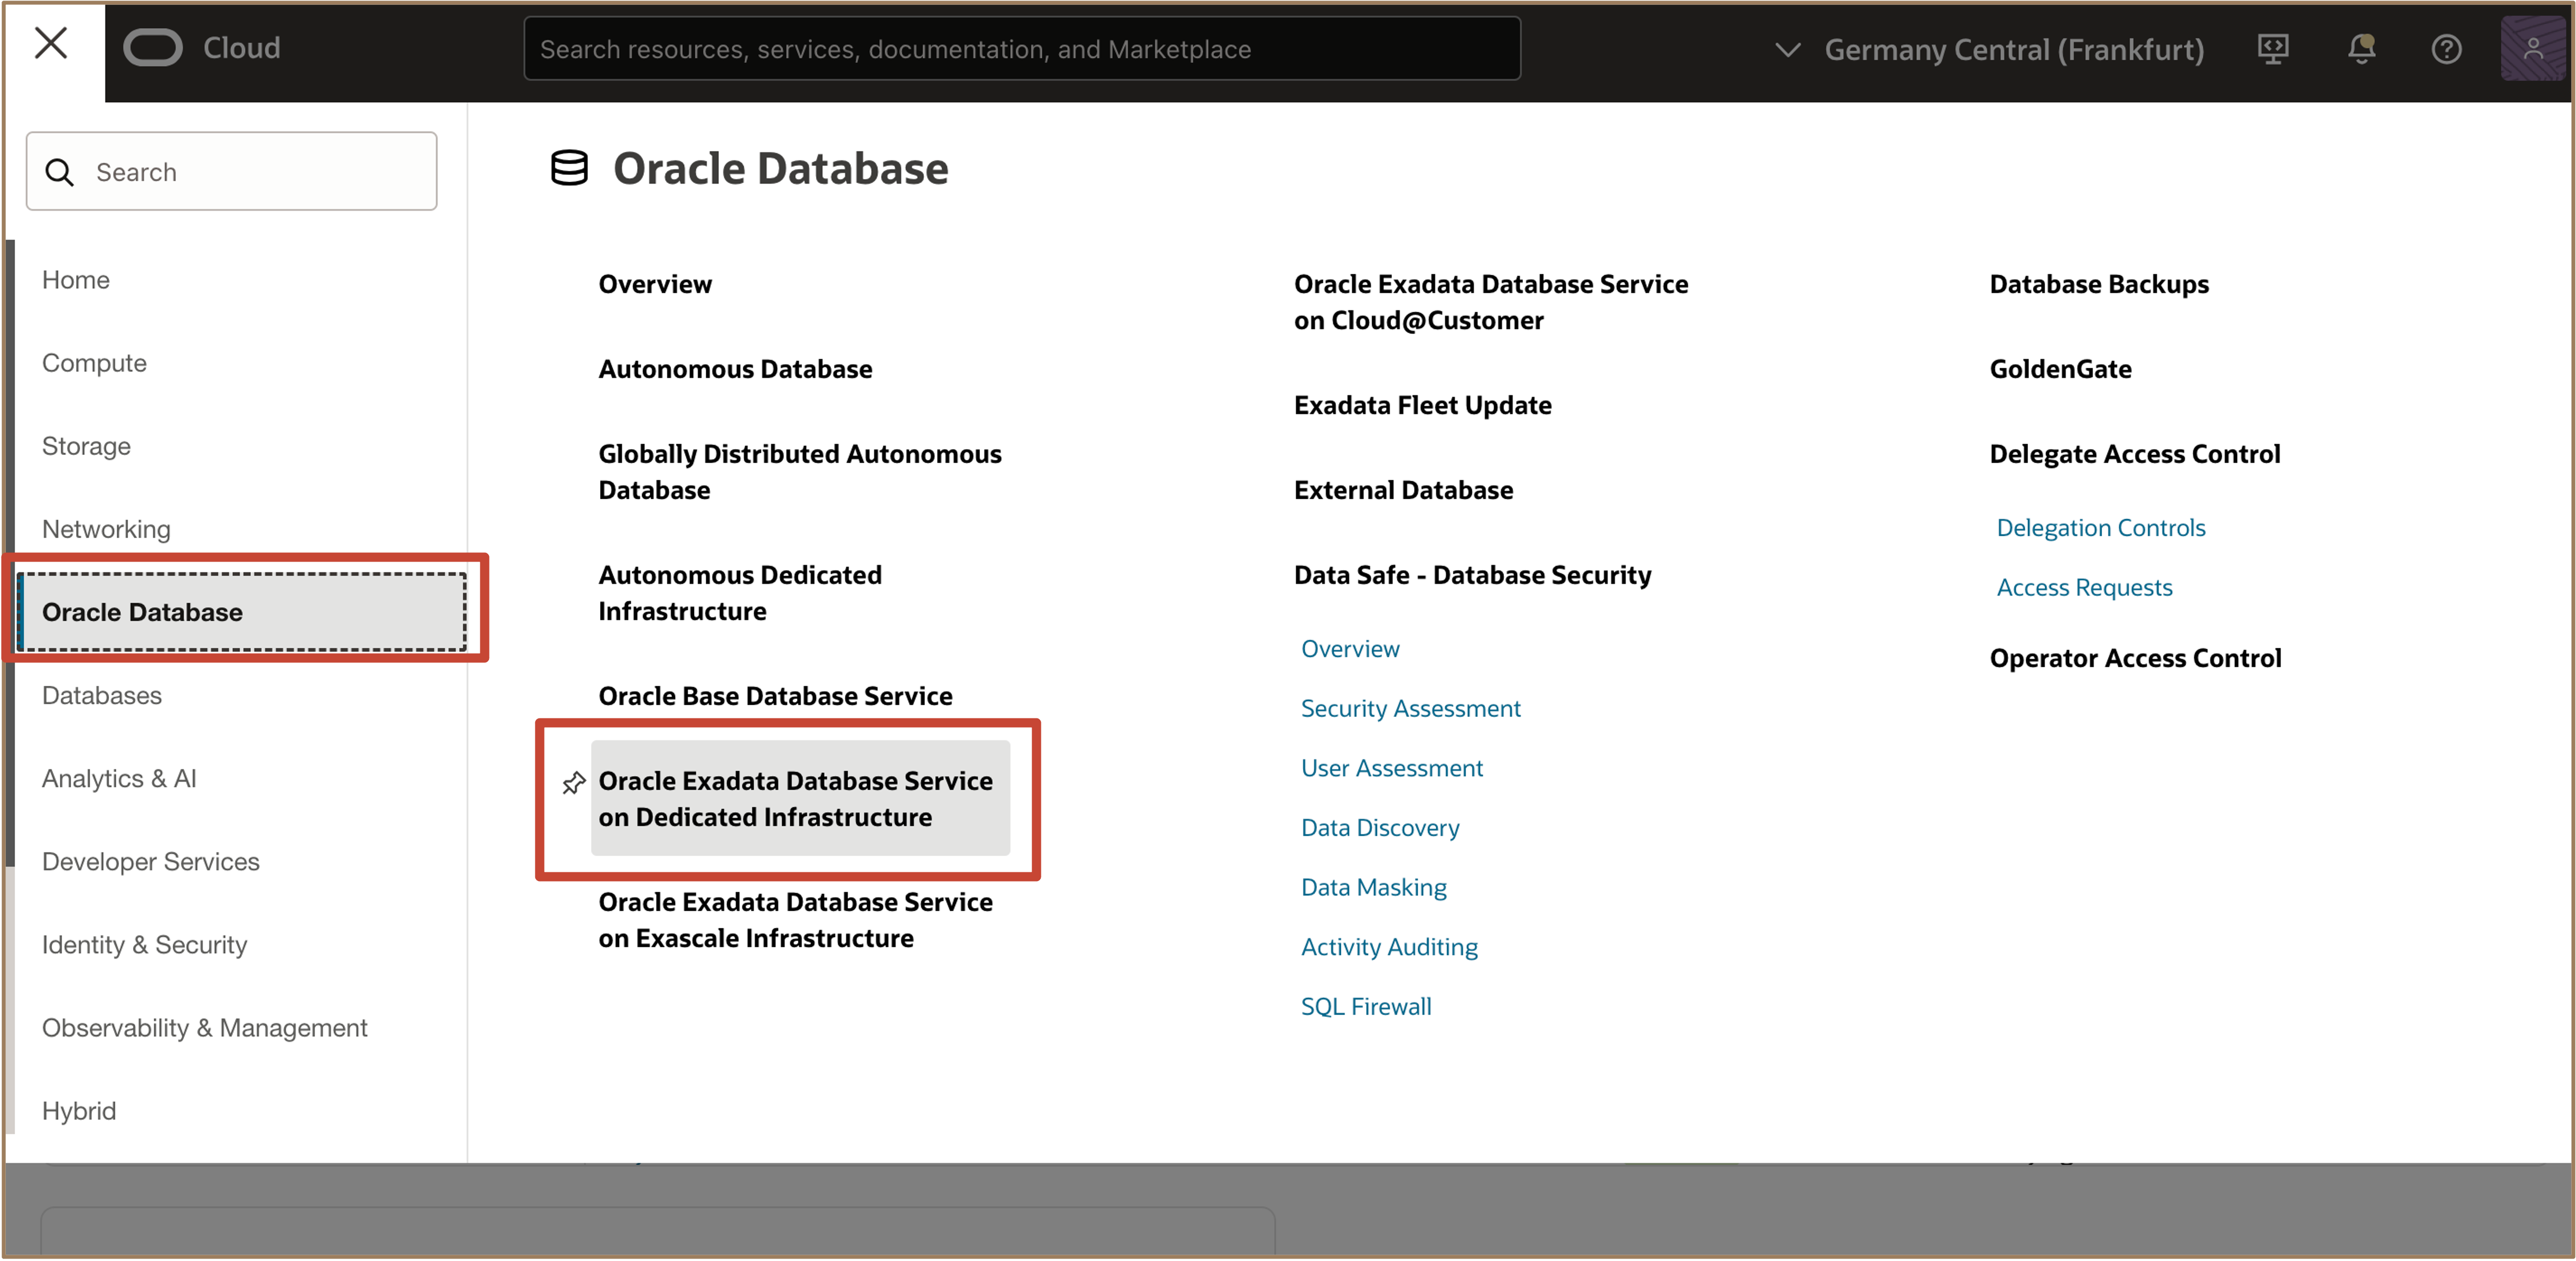 Cloud
Search resources, services, documentation, and Marketplace
Germany Central (Frankfurt)
Search
Home
Compute
Storage
Networking
Oracle Database
Databases
Analytics & AI
Developer Services
Identity & Security
Observability & Management
Hybrid
Oracle Database
Overview
Autonomous Database
Globally Distributed Autonomous
Database
Autonomous Dedicated
Infrastructure
Oracle Base Database Service
Oracle Exadata Database Service
on Dedicated Infrastructure
Oracle Exadata Database Service
on Exascale Infrastructure
Oracle Exadata Database Service
on Cloud@Customer
Exadata Fleet Update
External Database
Data Safe - Database Security
Overview
Security Assessment
User Assessment
Data Discovery
Data Masking
Activity Auditing
SQL Firewall
Database Backups
GoldenGate
Delegate Access Control
Delegation Controls
Access Requests
Operator Access Control